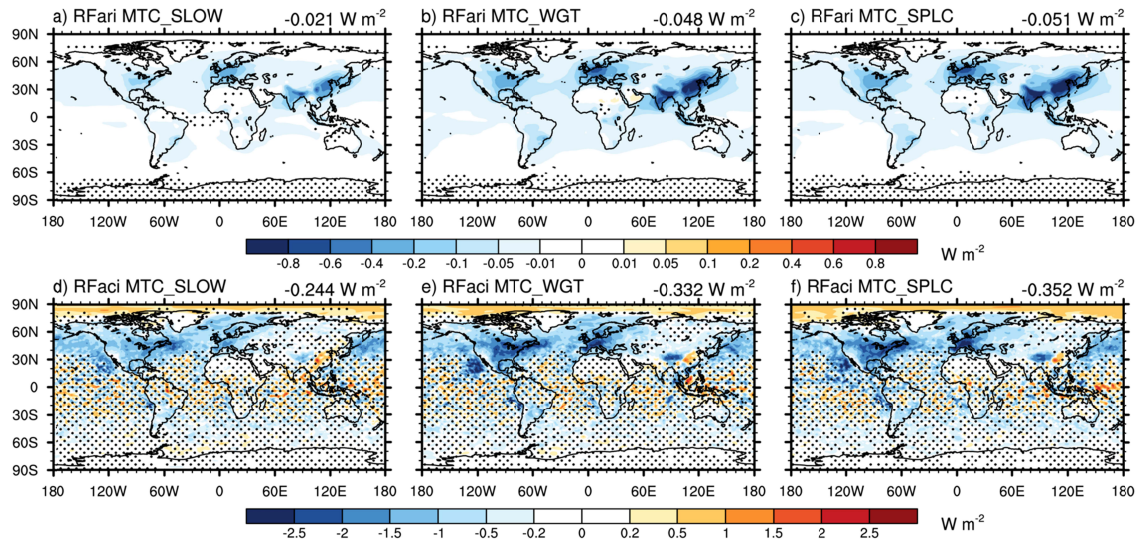 a) RFari MTC_SLOW -0.021 W m-2 b) RFari MTC_WGT -0.048 W m-2 c) RFari MTC_SPLC -0.051 W m-2
90N
60N
30N
0
30S
60S
90S
180 120W 60W 0 60E 120E 180 120W 60W 0 60E 120E 180 180 120W 60W 0 60E 120E 180
-0.8 -0.6 -0.4 -0.2 -0.1 -0.05 -0.01 0 0.01 0.05 0.1 0.2 0.4 0.6 0.8 W m-2
d) RFaci MTC_SLOW -0.244 W m-2 e) RFaci MTC_WGT -0.332 W m-2 f) RFaci MTC_SPLC -0.352 W m-2
90N
60N
30N
0
30S
60S
90S
180 120W 60W 0 60E 120E 180 120W 60W 0 60E 120E 180 180 120W 60W 0 60E 120E 180
-2.5 -2 -1.5 -1 -0.5 -0.2 0 0.2 0.5 1 1.5 2 2.5 W m-2